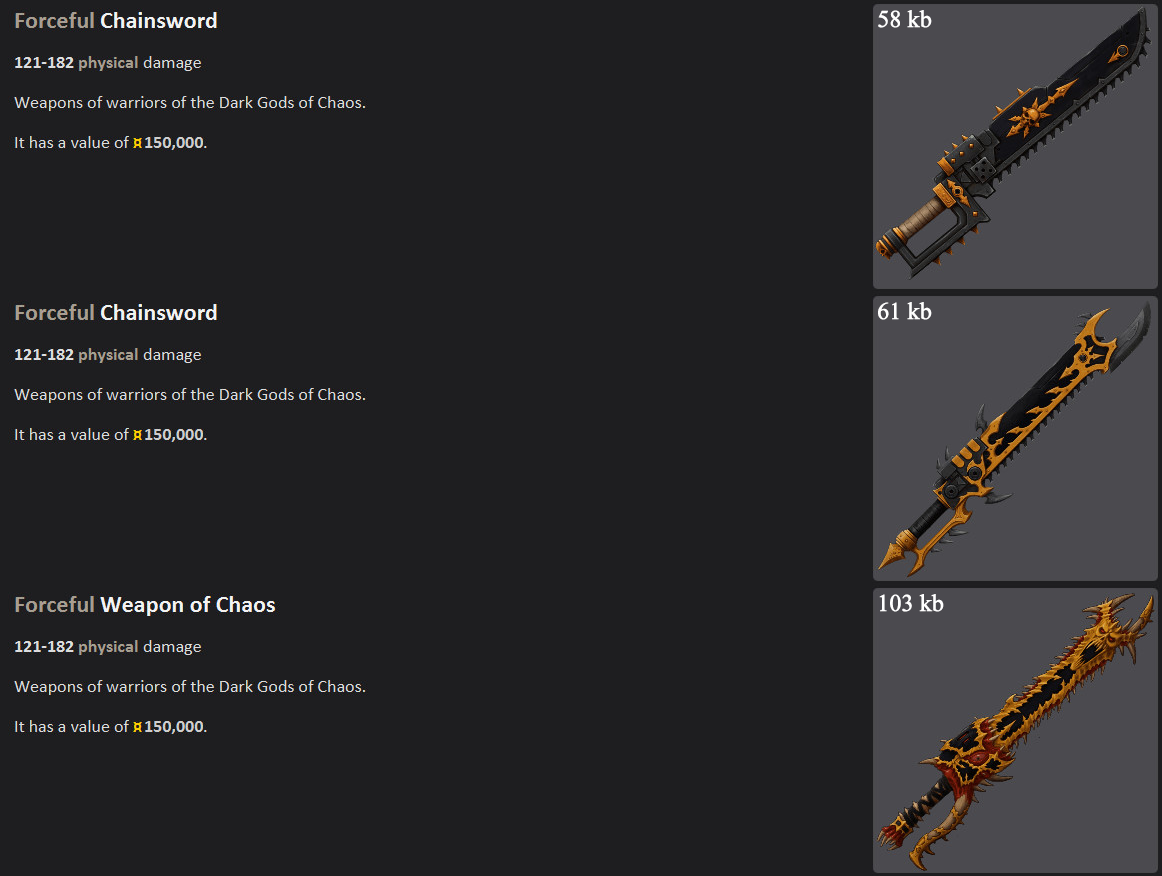 Forceful Chainsword
58 kb
121-182 physical damage
Weapons of warriors of the Dark Gods of Chaos.
It has a value of ¤150,000.
Forceful Chainsword
61 kb
121-182 physical damage
Weapons of warriors of the Dark Gods of Chaos.
It has a value of ¤150,000.
Forceful Weapon of Chaos
103 kb
121-182 physical damage
Weapons of warriors of the Dark Gods of Chaos.
It has a value of ¤150,000.